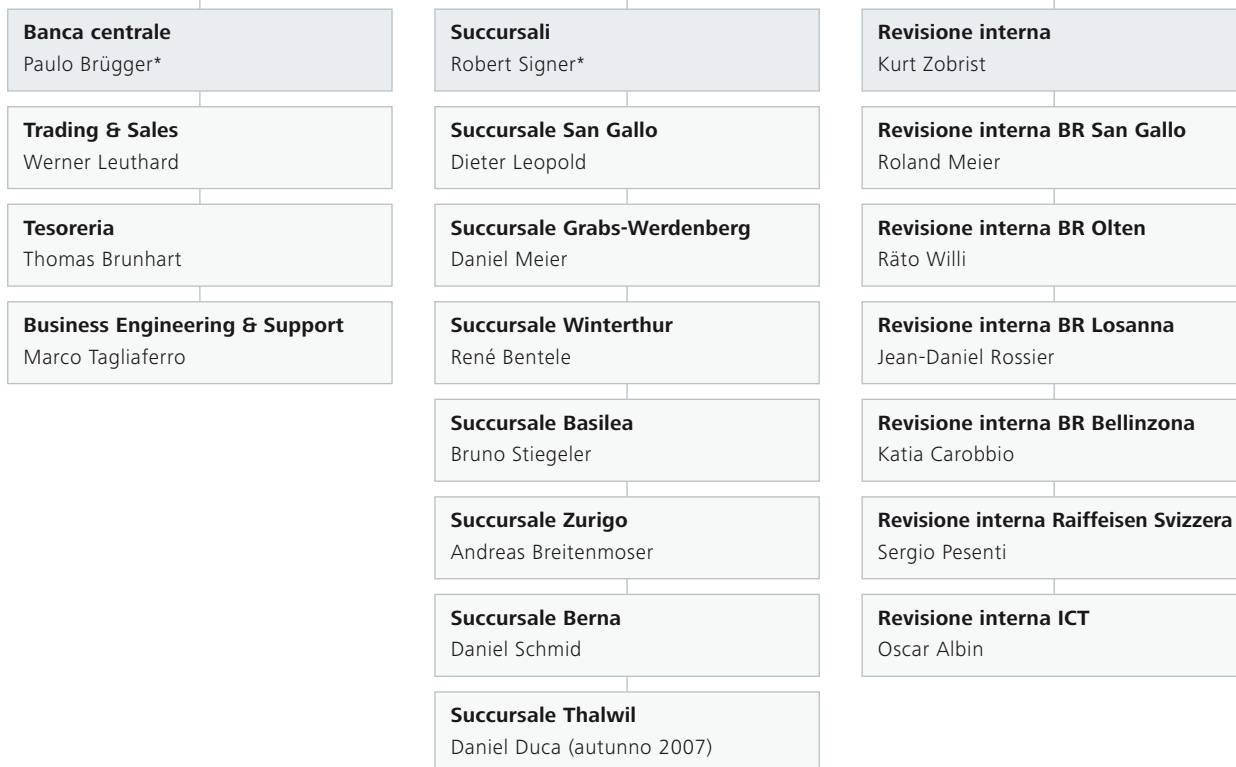 Banca centrale
Paulo Brügger*
Trading & Sales
Werner Leuthard
Tesoreria
Thomas Brunhart
Business Engineering & Support
Marco Tagliaferro
Succursali
Robert Signer*
Succursale San Gallo
Dieter Leopold
Succursale Grabs-Werdenberg
Daniel Meier
Succursale Winterthur
René Bentele
Succursale Basilea
Bruno Stiegeler
Succursale Zurigo
Andreas Breitenmoser
Succursale Berna
Daniel Schmid
Succursale Thalwil
Daniel Duca (autunno 2007)
Revisione interna
Kurt Zobrist
Revisione interna BR San Gallo
Roland Meier
Revisione interna BR Olten
Räto Willi
Revisione interna BR Losanna
Jean-Daniel Rossier
Revisione interna BR Bellinzona
Katia Carobbio
Revisione interna Raiffeisen Svizzera
Sergio Pesenti
Revisione interna ICT
Oscar Albin